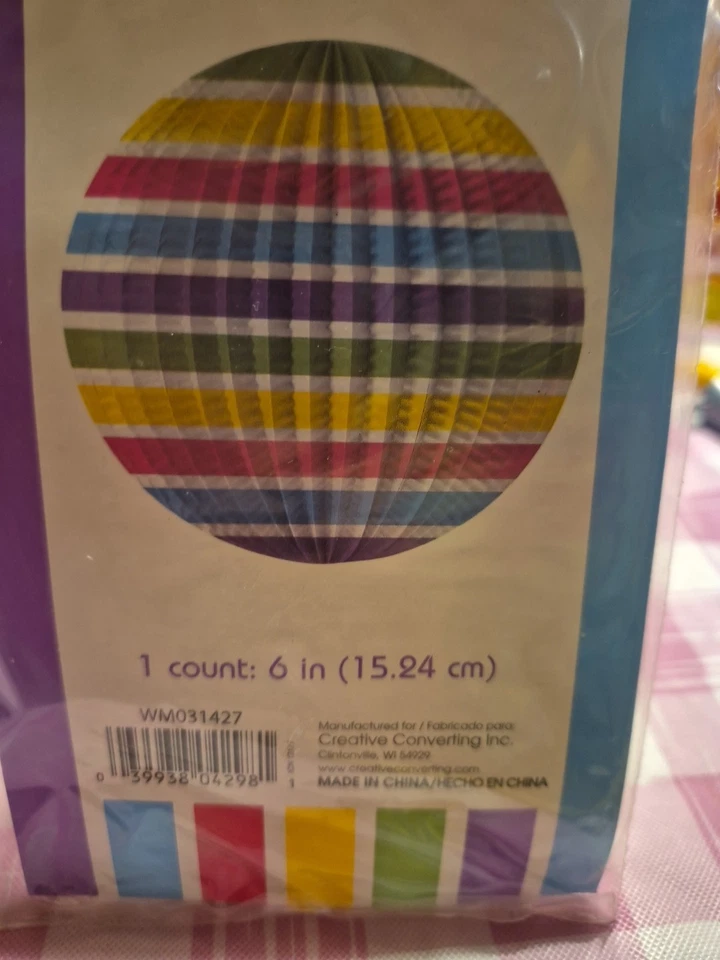 1 count: 6 in (15.24 cm)
WM031427
0 39938 04298 1
Manufactured for / Fabricado para:
Creative Converting Inc.
Clintonville, WI 54929
www.creativeconverting.com
MADE IN CHINA/HECHO EN CHINA